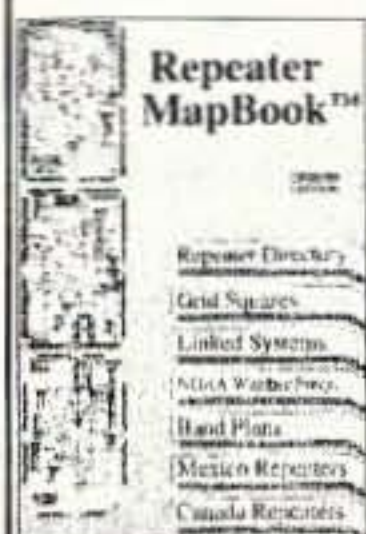 Repeater
MapBook™
Repeater Directory
Grid Squares
Linked Systems
NOAA Weather Freqs.
Band Plans
Mexico Repeaters
Canada Repeaters